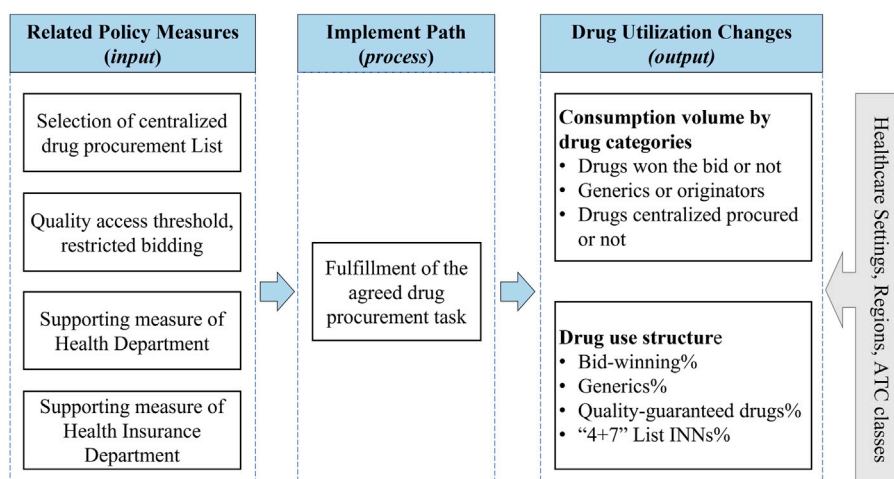 Related Policy Measures
(input)
Selection of centralized
drug procurement List
Quality access threshold,
restricted bidding
Supporting measure of
Health Department
Supporting measure of
Health Insurance
Department
Implement Path
(process)
Fulfillment of the
agreed drug
procurement task
Drug Utilization Changes
(output)
Consumption volume by
drug categories
• Drugs won the bid or not
• Generics or originators
• Drugs centralized procured
or not
Drug use structure
• Bid-winning%
• Generics%
• Quality-guaranteed drugs%
• “4+7” List INNs%
Healthcare Settings, Regions, ATC classes